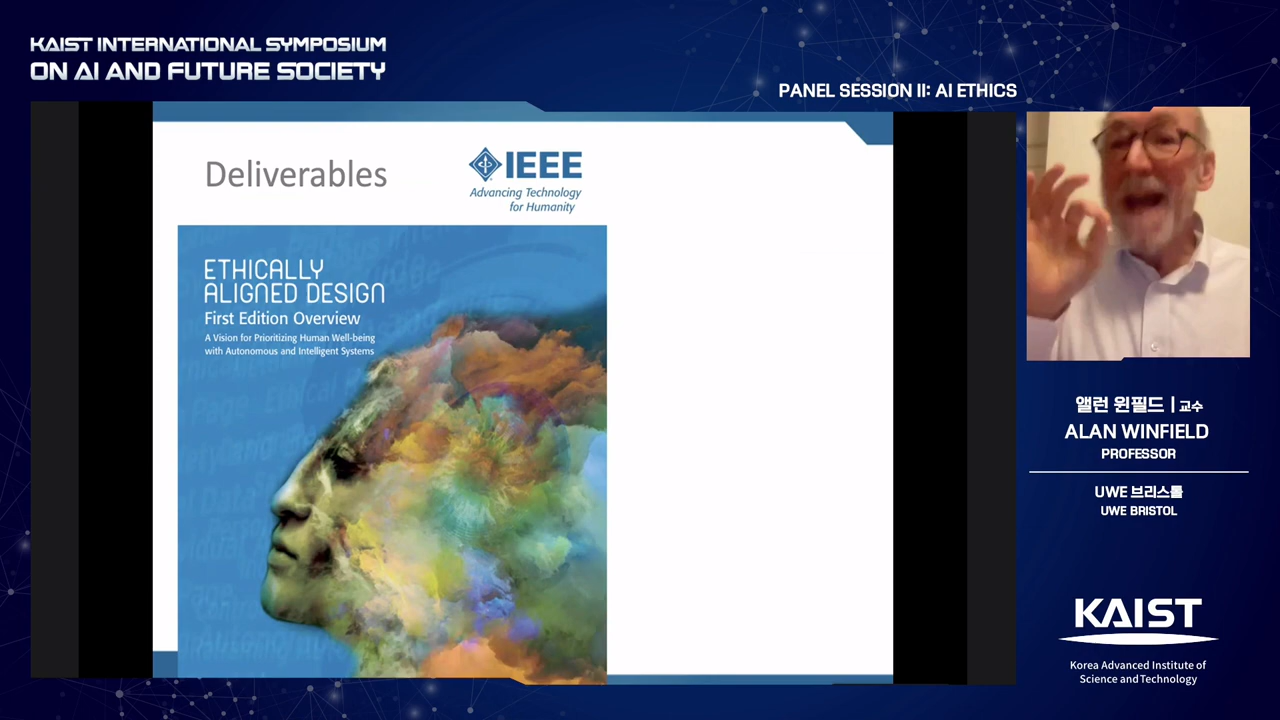 KAIST INTERNATIONAL SYMPOSIUM
ON AI AND FUTURE SOCIETY
PANEL SESSION II: AI ETHICS
Deliverables
IEEE
Advancing Technology
for Humanity
ETHICALLY
ALIGNED DESIGN
First Edition Overview
A Vision for Prioritizing Human Well-being
with Autonomous and Intelligent Systems
앨런 윈필드 | 교수
ALAN WINFIELD
PROFESSOR
UWE 브리스톨
UWE BRISTOL
KAIST
Korea Advanced Institute of
Science and Technology